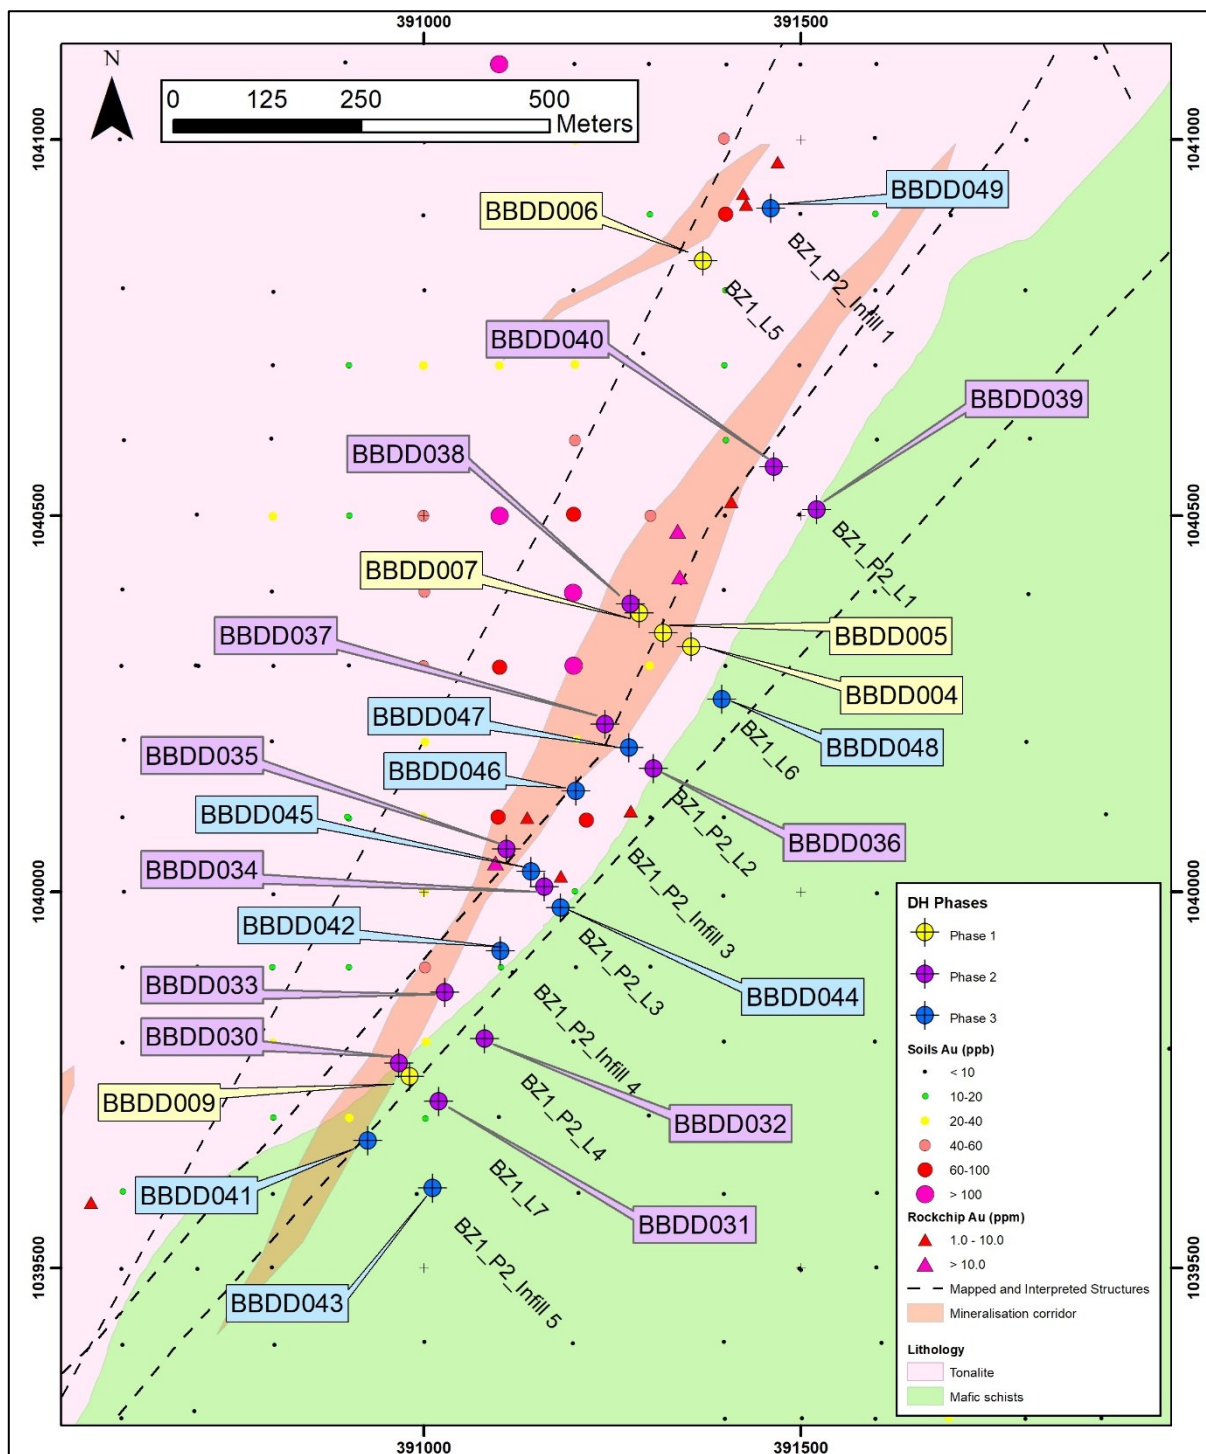 391000
391500
N
0
125
250
500
Meters
1041000
1041000
BBDD049
BBDD006
BZ1_P2_Infill 1
BZ1_L5
BBDD040
BBDD039
BBDD038
1040500
1040500
BZ1_P2_L1
BBDD007
BBDD005
BBDD037
BBDD004
BBDD047
BZ1_L6
BBDD048
BBDD035
BBDD046
BZ1_P2_L2
BBDD045
BBDD036
BBDD034
1040000
1040000
BZ1_P2_Infill 3
BBDD042
BZ1_P2_L3
BBDD044
BBDD033
BZ1_P2_Infill 4
BBDD030
BBDD009
BZ1_P2_L4
BBDD032
BBDD041
BZ1_L7
BBDD031
1039500
1039500
BBDD043
BZ1_P2_Infill 5
DH Phases
Phase 1
Phase 2
Phase 3
Soils Au (ppb)
< 10
10-20
20-40
40-60
60-100
> 100
Rockchip Au (ppm)
1.0 - 10.0
> 10.0
Mapped and Interpreted Structures
Mineralisation corridor
Lithology
Tonalite
Mafic schists
391000
391500